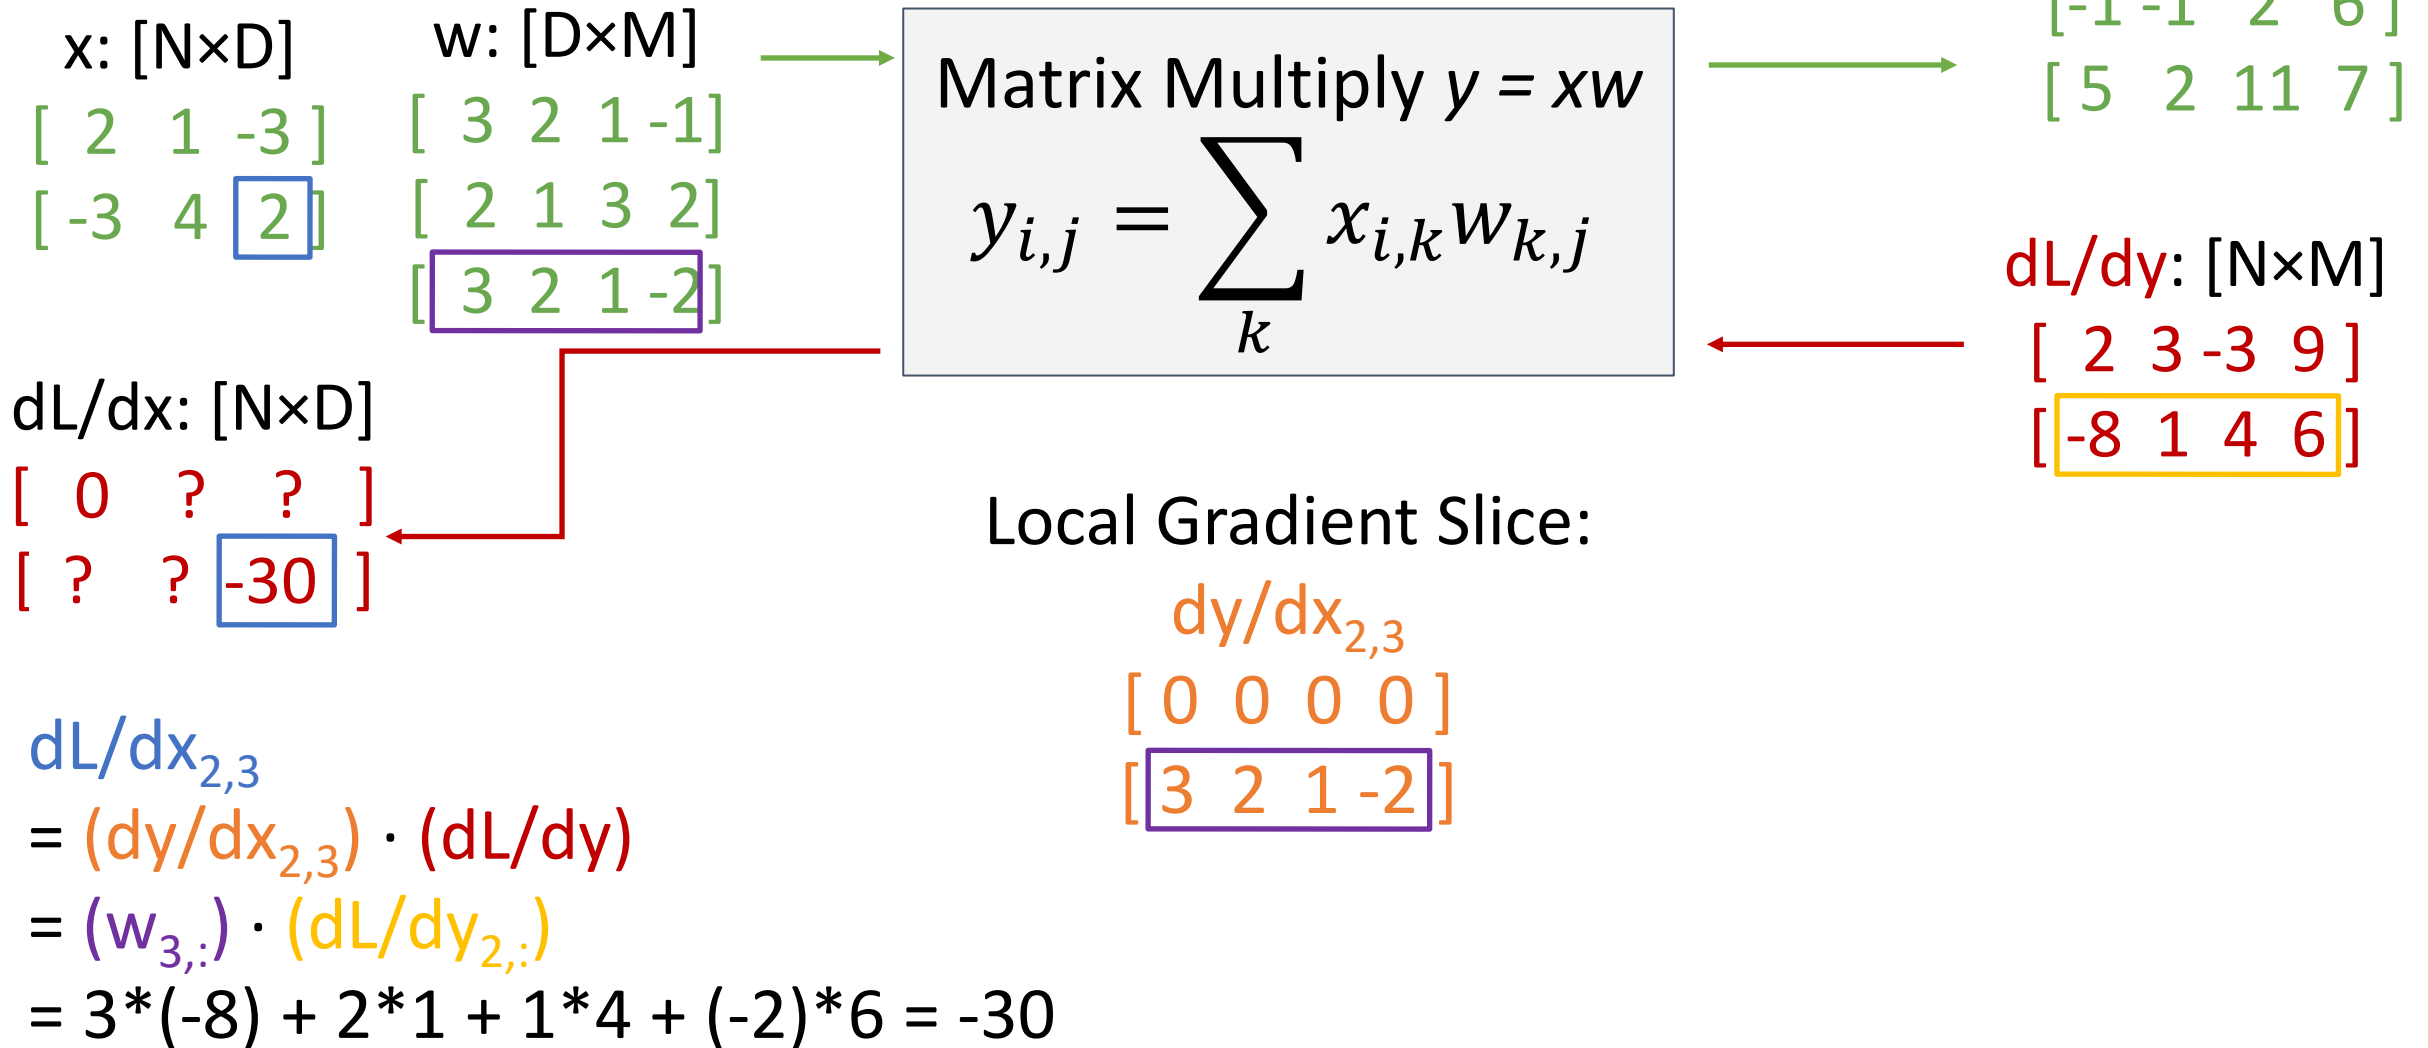 x: [N×D]
[ 2 1 -3 ]
[ -3 4 2 ]
w: [D×M]
[ 3 2 1 -1]
[ 2 1 3 2]
[ 3 2 1 -2]
Matrix Multiply y = xw
y_{i,j} = ∑_k x_{i,k} w_{k,j}
[-1 -1 2 6 ]
[ 5 2 11 7 ]
dL/dy: [N×M]
[ 2 3 -3 9 ]
[ -8 1 4 6 ]
dL/dx: [N×D]
[ 0 ? ? ]
[ ? ? -30 ]
Local Gradient Slice:
dy/dx_{2,3}
[ 0 0 0 0 ]
[ 3 2 1 -2 ]
dL/dx_{2,3}
= (dy/dx_{2,3}) · (dL/dy)
= (w_{3,:}) · (dL/dy_{2,:})
= 3*(-8) + 2*1 + 1*4 + (-2)*6 = -30